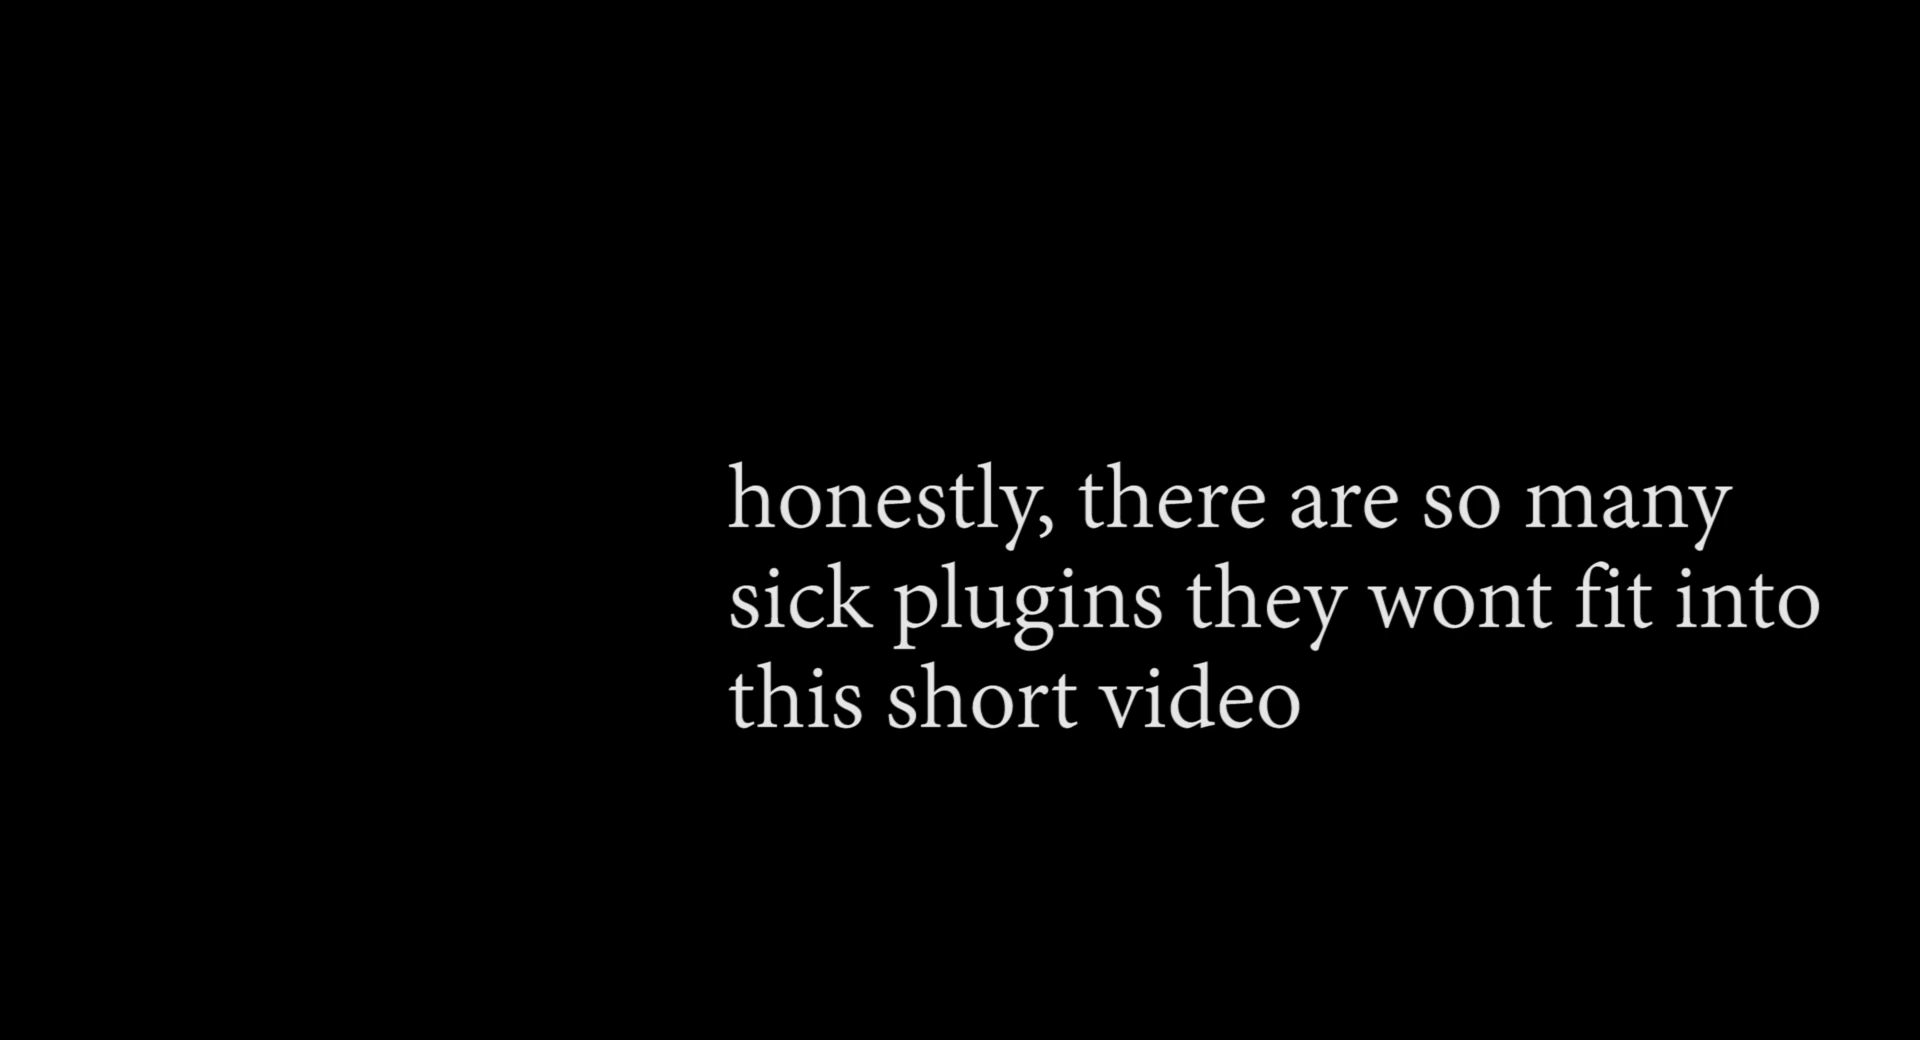 honestly, there are so many
sick plugins they wont fit into
this short video